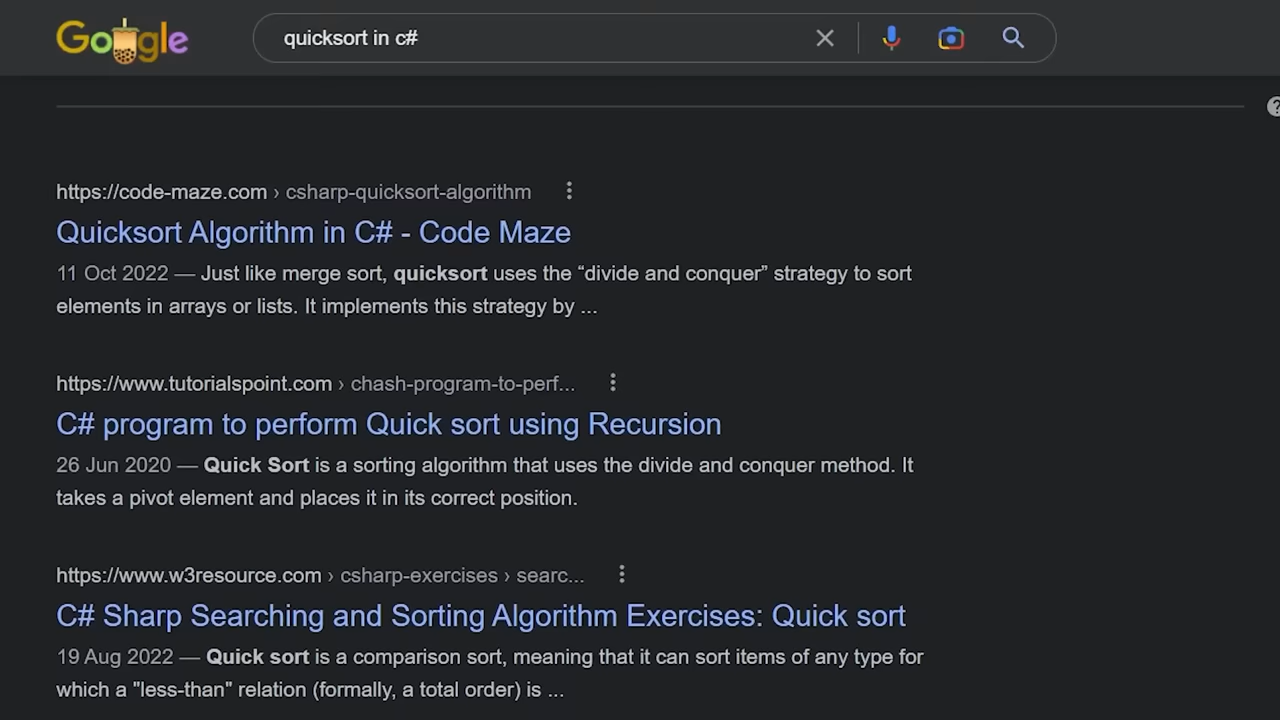 Google
quicksort in c#
https://code-maze.com › csharp-quicksort-algorithm
Quicksort Algorithm in C# - Code Maze
11 Oct 2022 — Just like merge sort, quicksort uses the “divide and conquer” strategy to sort
elements in arrays or lists. It implements this strategy by ...
https://www.tutorialspoint.com › chash-program-to-perf...
C# program to perform Quick sort using Recursion
26 Jun 2020 — Quick Sort is a sorting algorithm that uses the divide and conquer method. It
takes a pivot element and places it in its correct position.
https://www.w3resource.com › csharp-exercises › searc...
C# Sharp Searching and Sorting Algorithm Exercises: Quick sort
19 Aug 2022 — Quick sort is a comparison sort, meaning that it can sort items of any type for
which a "less-than" relation (formally, a total order) is ...